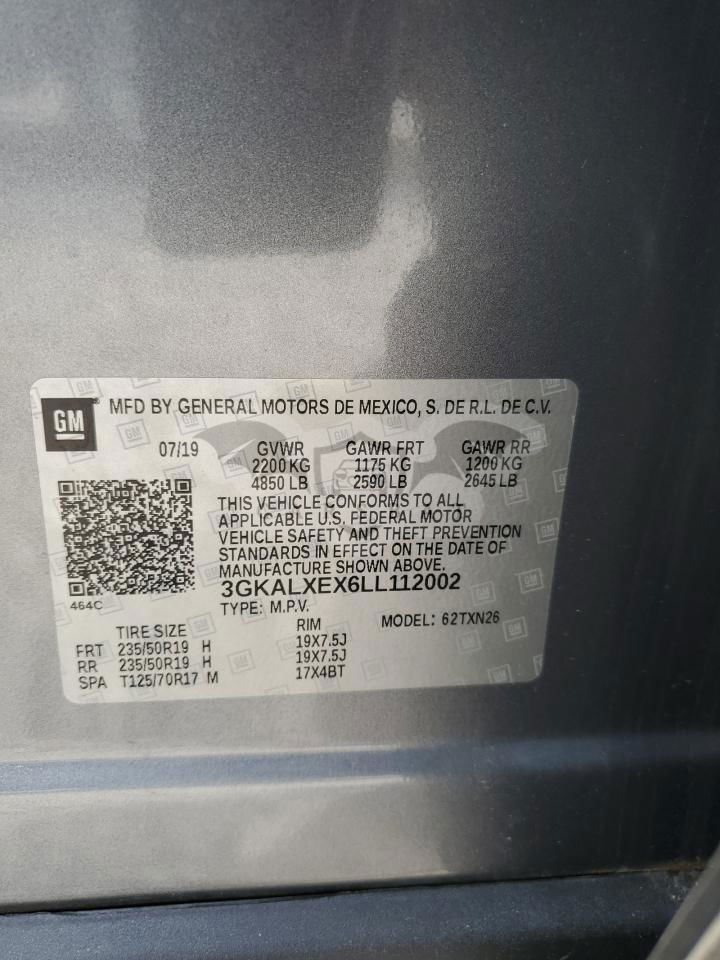 GM MFD BY GENERAL MOTORS DE MEXICO, S. DE R.L. DE C.V.
07/19 GVWR GAWR FRT GAWR RR
2200 KG 1175 KG 1200 KG
4850 LB 2590 LB 2645 LB
THIS VEHICLE CONFORMS TO ALL
APPLICABLE U.S. FEDERAL MOTOR
VEHICLE SAFETY AND THEFT PREVENTION
STANDARDS IN EFFECT ON THE DATE OF
MANUFACTURE SHOWN ABOVE.
3GKALXEX6LL112002
464C
TYPE: M.P.V. MODEL: 62TXN26
TIRE SIZE RIM
FRT 235/50R19 H 19X7.5J
RR 235/50R19 H 19X7.5J
SPA T125/70R17 M 17X4BT